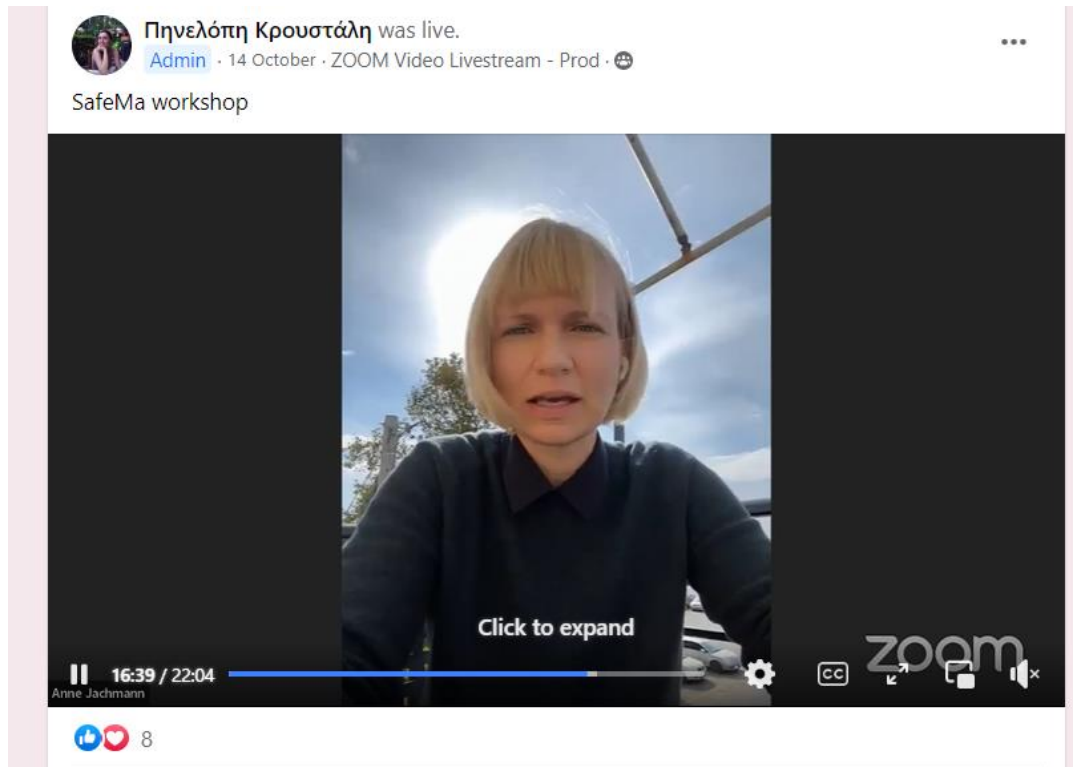 Πηνελόπη Κρουστάλη was live.
Admin · 14 October · ZOOM Video Livestream - Prod ·
SafeMa workshop
Click to expand
zoom
16:39 / 22:04
CC
Anne Jachmann
8